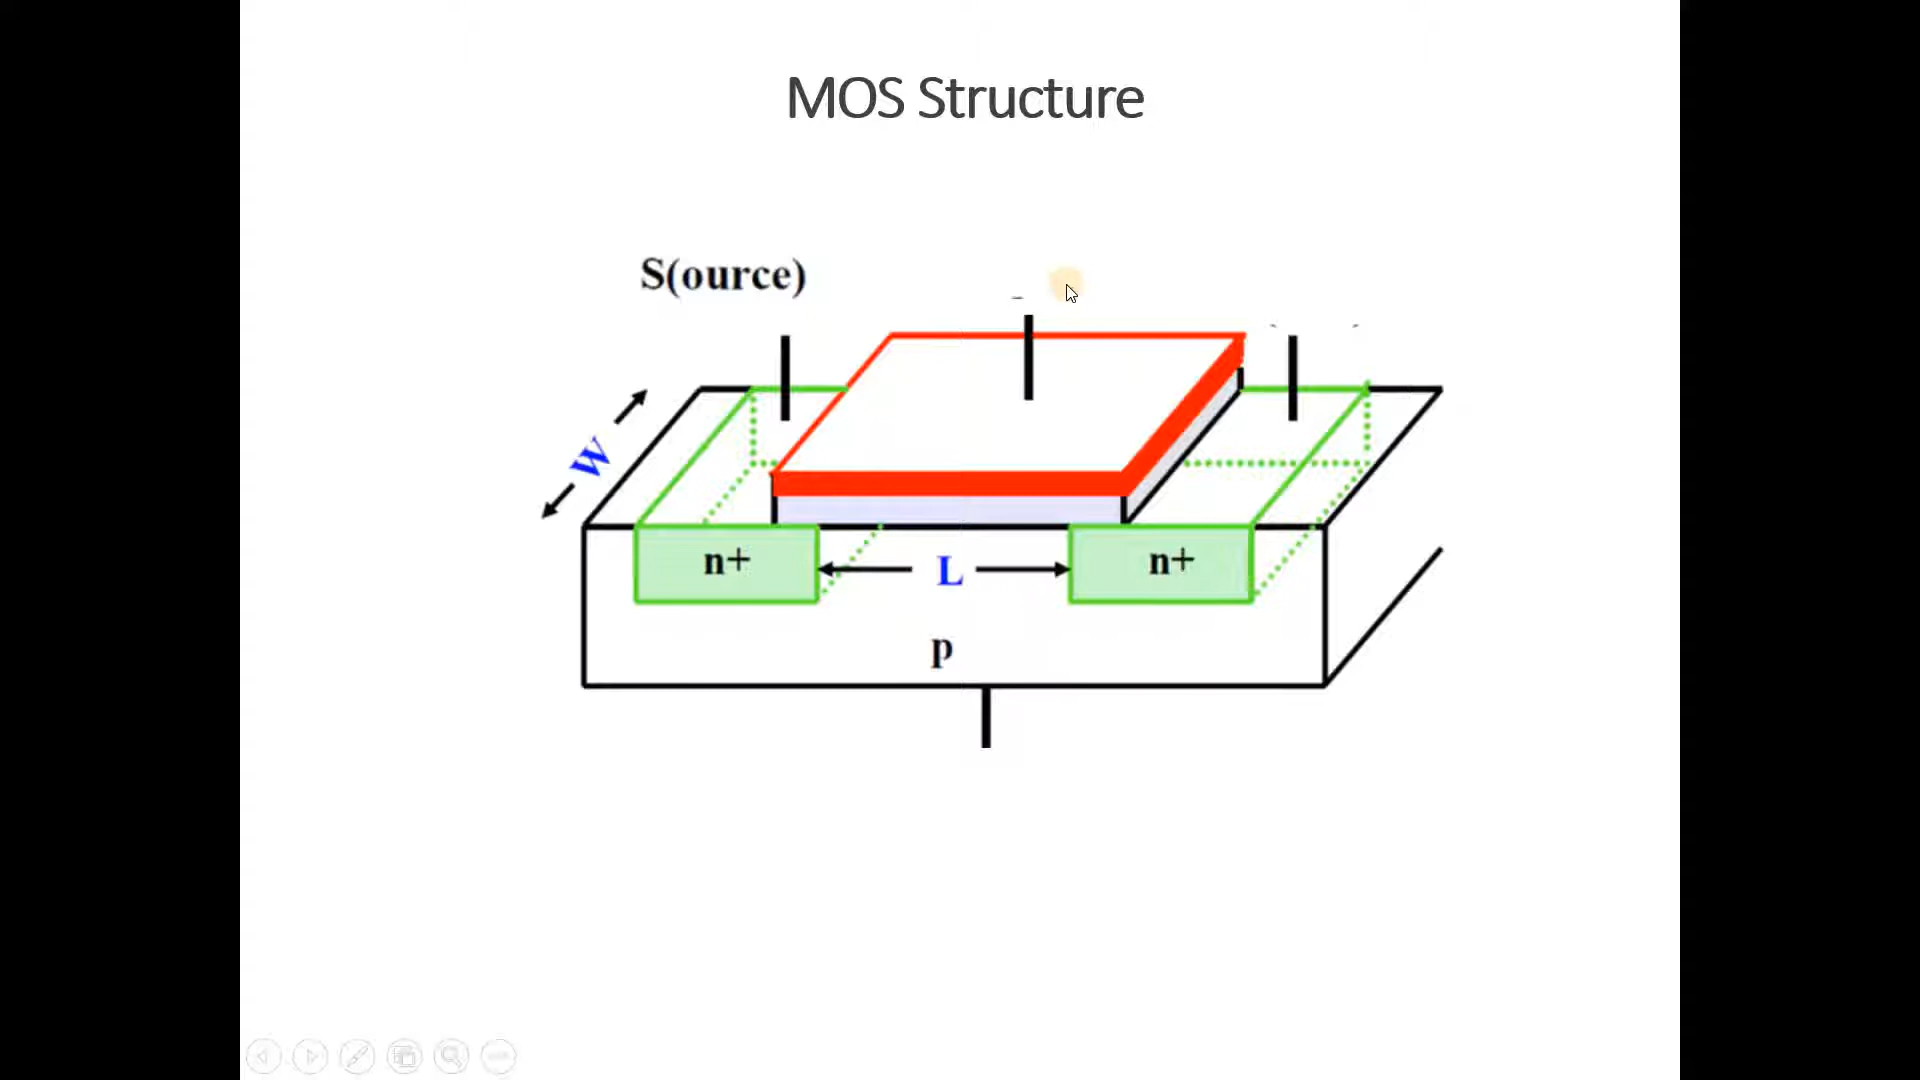 MOS Structure
S(ource)
W
n+
L
n+
p